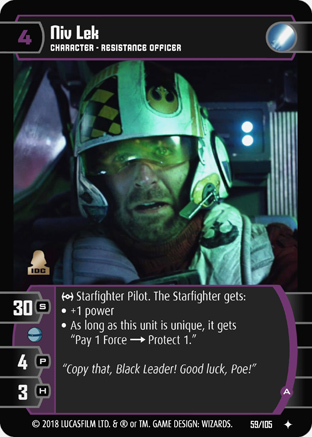 4
Niv Lek
CHARACTER - RESISTANCE OFFICER
IDC
30 S
Starfighter Pilot. The Starfighter gets:
• +1 power
• As long as this unit is unique, it gets
“Pay 1 Force → Protect 1.”
4 P
“Copy that, Black Leader! Good luck, Poe!”
3 H
A
© 2018 LUCASFILM LTD. & ® or TM. GAME DESIGN: WIZARDS. 59/105